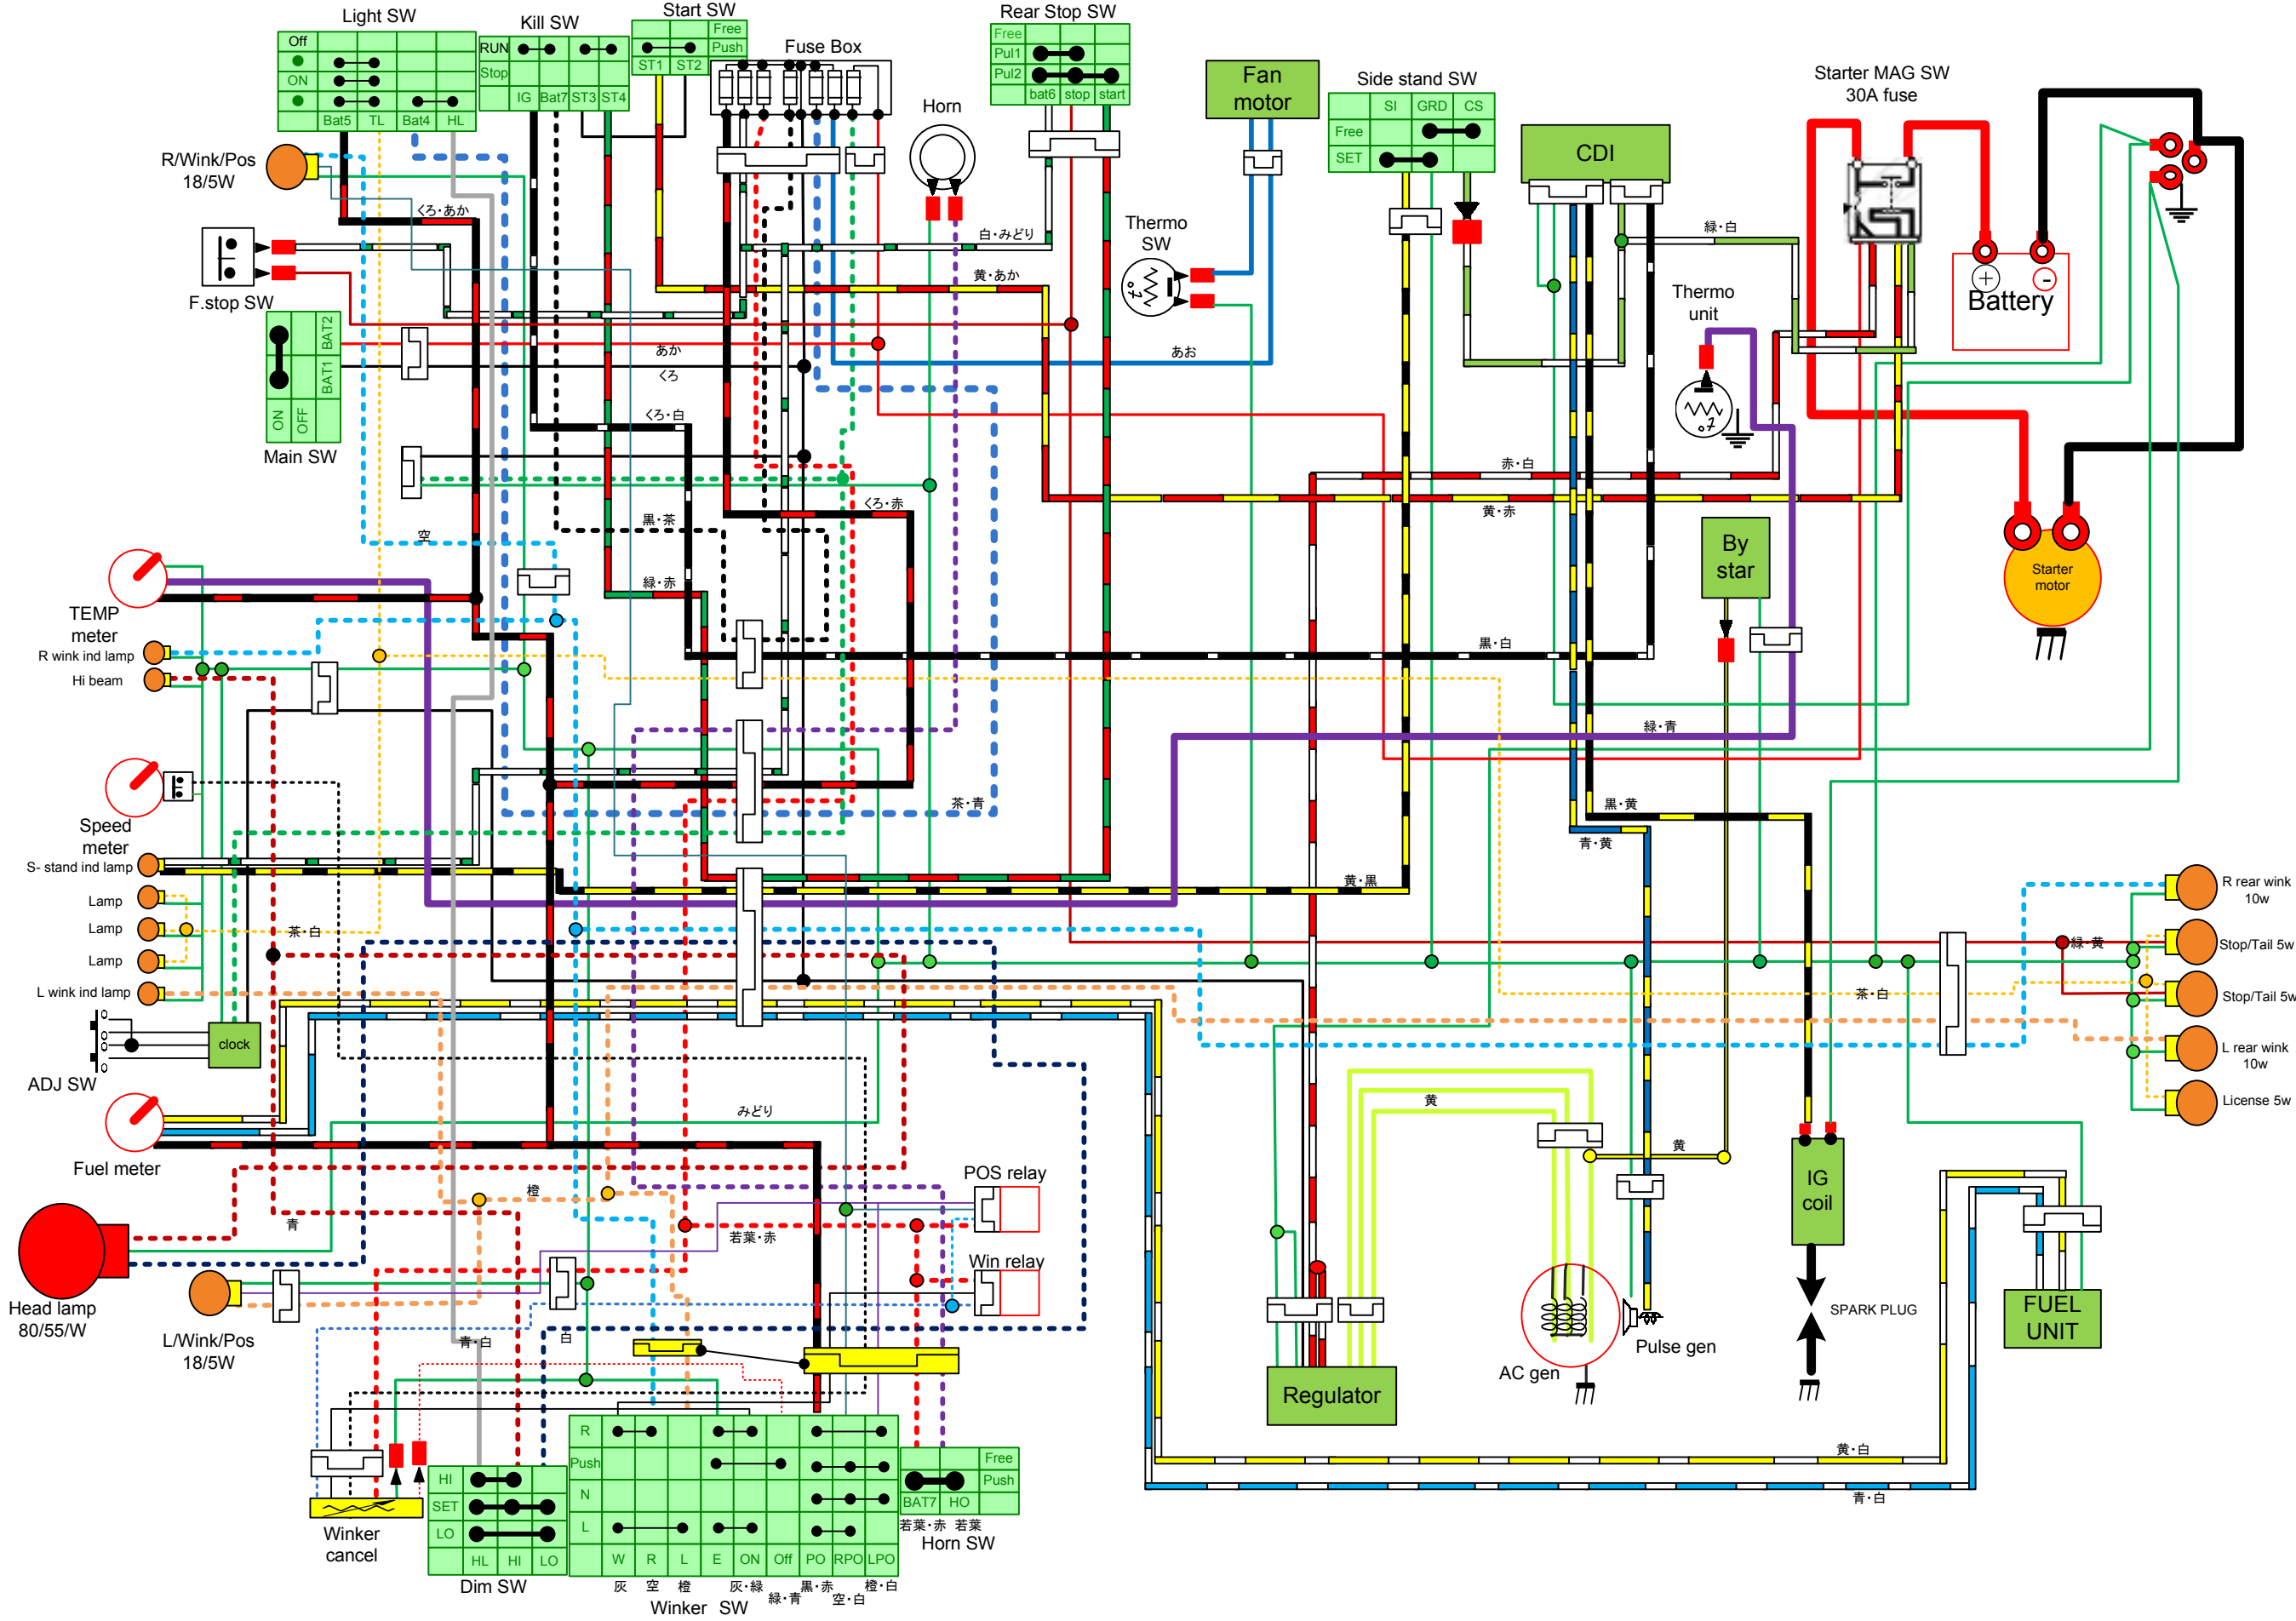 Light SW
Off
ON
Bat5 TL Bat4 HL
Kill SW
RUN
Stop
IG Bat7 ST3 ST4
Start SW
Free
Push
ST1 ST2
Fuse Box
Rear Stop SW
Free
Pul1
Pul2
bat6 stop start
Horn
Fan
motor
Side stand SW
SI GRD CS
Free
SET
CDI
Starter MAG SW
30A fuse
R/Wink/Pos
18/5W
くろ・あか
白・みどり
緑・白
F.stop SW
黄・あか
Thermo
SW
Thermo
unit
+ -
Battery
BAT2
BAT1
ON OFF
Main SW
あか
くろ
あお
くろ・白
赤・白
くろ・赤
黄・赤
黒・茶
空
緑・赤
By
star
Starter
motor
TEMP
meter
R wink ind lamp
Hi beam
黒・白
緑・青
Speed
meter
茶・青
黒・黄
青・黄
S- stand ind lamp
黄・黒
Lamp
Lamp
Lamp
茶・白
L wink ind lamp
R rear wink
10w
緑・黄
Stop/Tail 5w
茶・白
Stop/Tail 5w
L rear wink
10w
License 5w
clock
ADJ SW
Fuel meter
みどり
黄
黄
POS relay
橙
青
若葉・赤
Win relay
IG
coil
Head lamp
80/55/W
L/Wink/Pos
18/5W
青・白
白
SPARK PLUG
FUEL
UNIT
Pulse gen
AC gen
Regulator
黄・白
青・白
Winker
cancel
HI
SET
LO
HL HI LO
Dim SW
R
Push
N
L
W R L E ON Off PO RPO LPO
灰 空 橙 灰・緑 緑・青 黒・赤 空・白 橙・白
Winker SW
Free
Push
BAT7 HO
若葉・赤 若葉
Horn SW